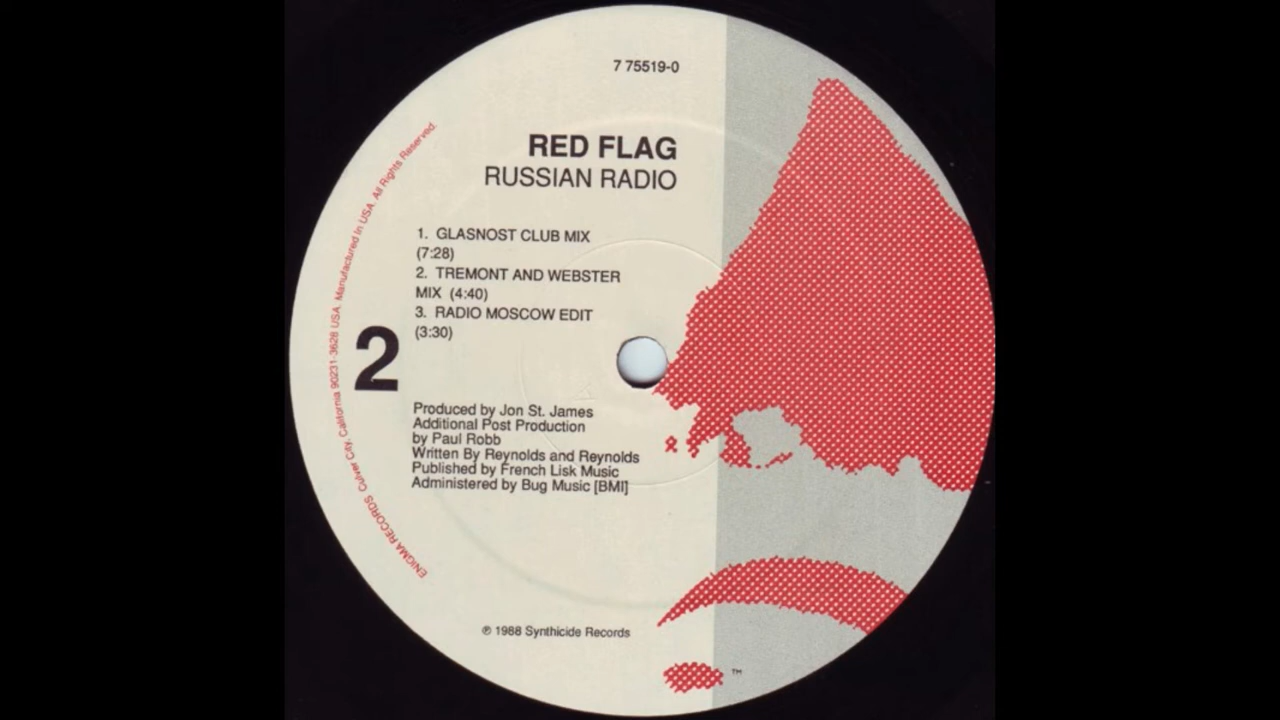 7 75519-0
RED FLAG
RUSSIAN RADIO
1. GLASNOST CLUB MIX
(7:28)
2. TREMONT AND WEBSTER
MIX (4:40)
3. RADIO MOSCOW EDIT
(3:30)
2
Produced by Jon St. James
Additional Post Production
by Paul Robb
Written By Reynolds and Reynolds
Published by French Lisk Music
Administered by Bug Music [BMI]
ENIGMA RECORDS. Culver City, California 90231-3628 USA. Manufactured In USA. All Rights Reserved.
℗ 1988 Synthicide Records
™